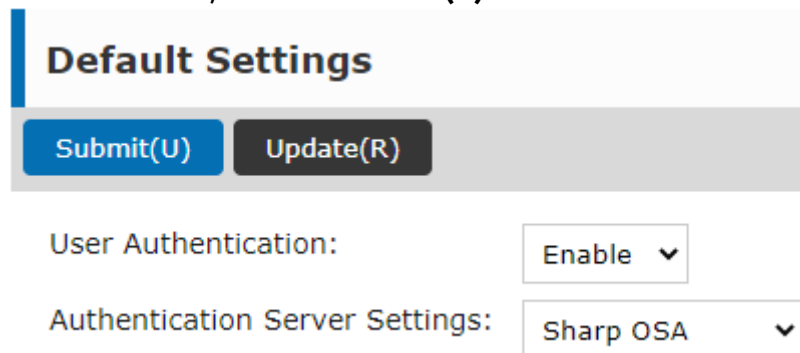 Default Settings
Submit(U) Update(R)
User Authentication: Enable
Authentication Server Settings: Sharp OSA